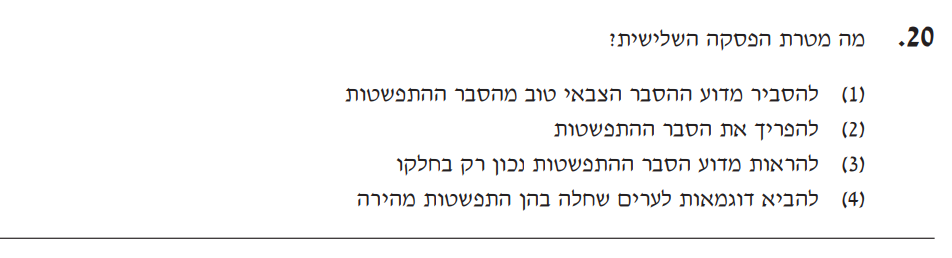 20. מה מטרת הפסקה השלישית?
(1) להסביר מדוע ההסבר הצבאי טוב מהסבר ההתפשטות
(2) להפריך את הסבר ההתפשטות
(3) להראות מדוע הסבר ההתפשטות נכון רק בחלקו
(4) להביא דוגמאות לערים שחלה בהן התפשטות מהירה